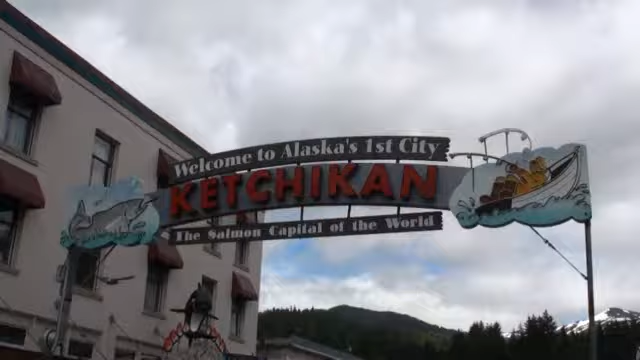 Welcome to Alaska's 1st City
KETCHIKAN
The Salmon Capital of the World